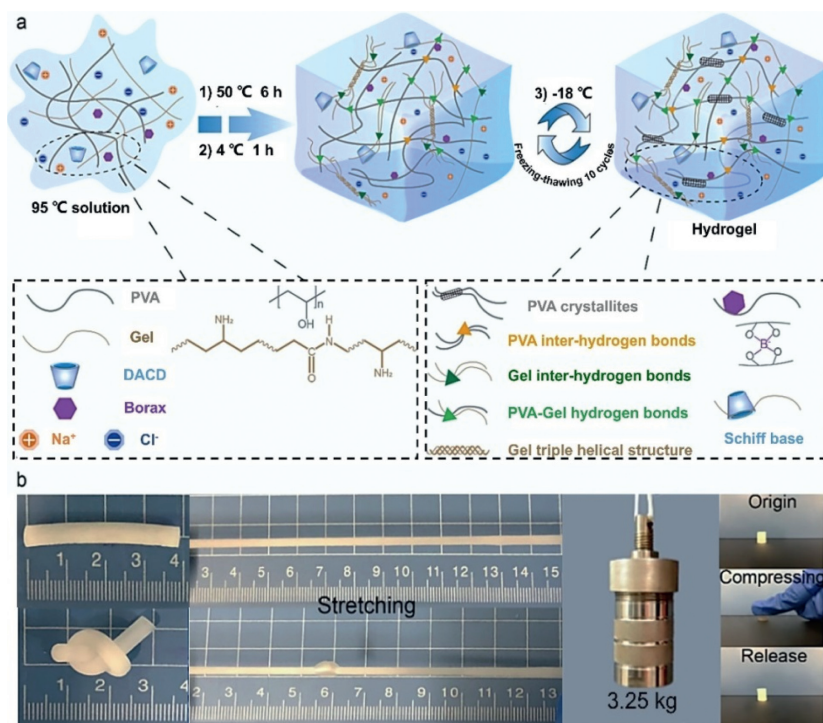 a
1) 50 ℃ 6 h
2) 4 ℃ 1 h
3) -18 ℃
Freezing-thawing 10 cycles
95 ℃ solution
Hydrogel
PVA
n
OH
Gel
NH₂
H
N
O
NH₂
DACD
Borax
+ Na⁺ − Cl⁻
PVA crystallites
PVA inter-hydrogen bonds
Gel inter-hydrogen bonds
PVA-Gel hydrogen bonds
Gel triple helical structure
B⁻
Schiff base
b
1 2 3 4
3 4 5 6 7 8 9 10 11 12 13 14 15
Stretching
1 2 3 4
2 3 4 5 6 7 8 9 10 11 12 13
3.25 kg
Origin
Compressing
Release